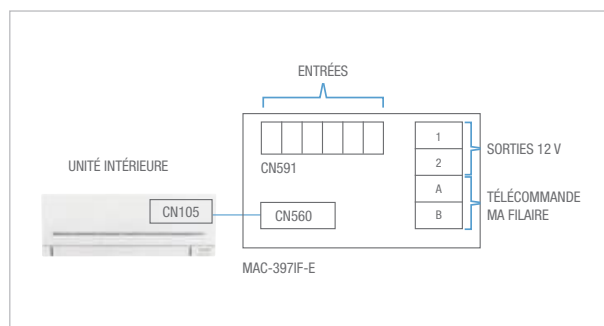 ENTRÉES
UNITÉ INTÉRIEURE
CN105
CN591
CN560
1
2
A
B
SORTIES 12 V
TÉLÉCOMMANDE
MA FILAIRE
MAC-397IF-E